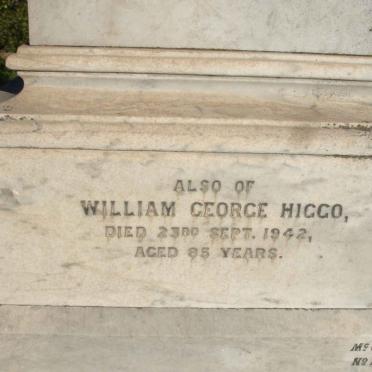 ALSO OF
WILLIAM GEORGE HIGGO,
DIED 23RD SEPT. 1942,
AGED 85 YEARS.